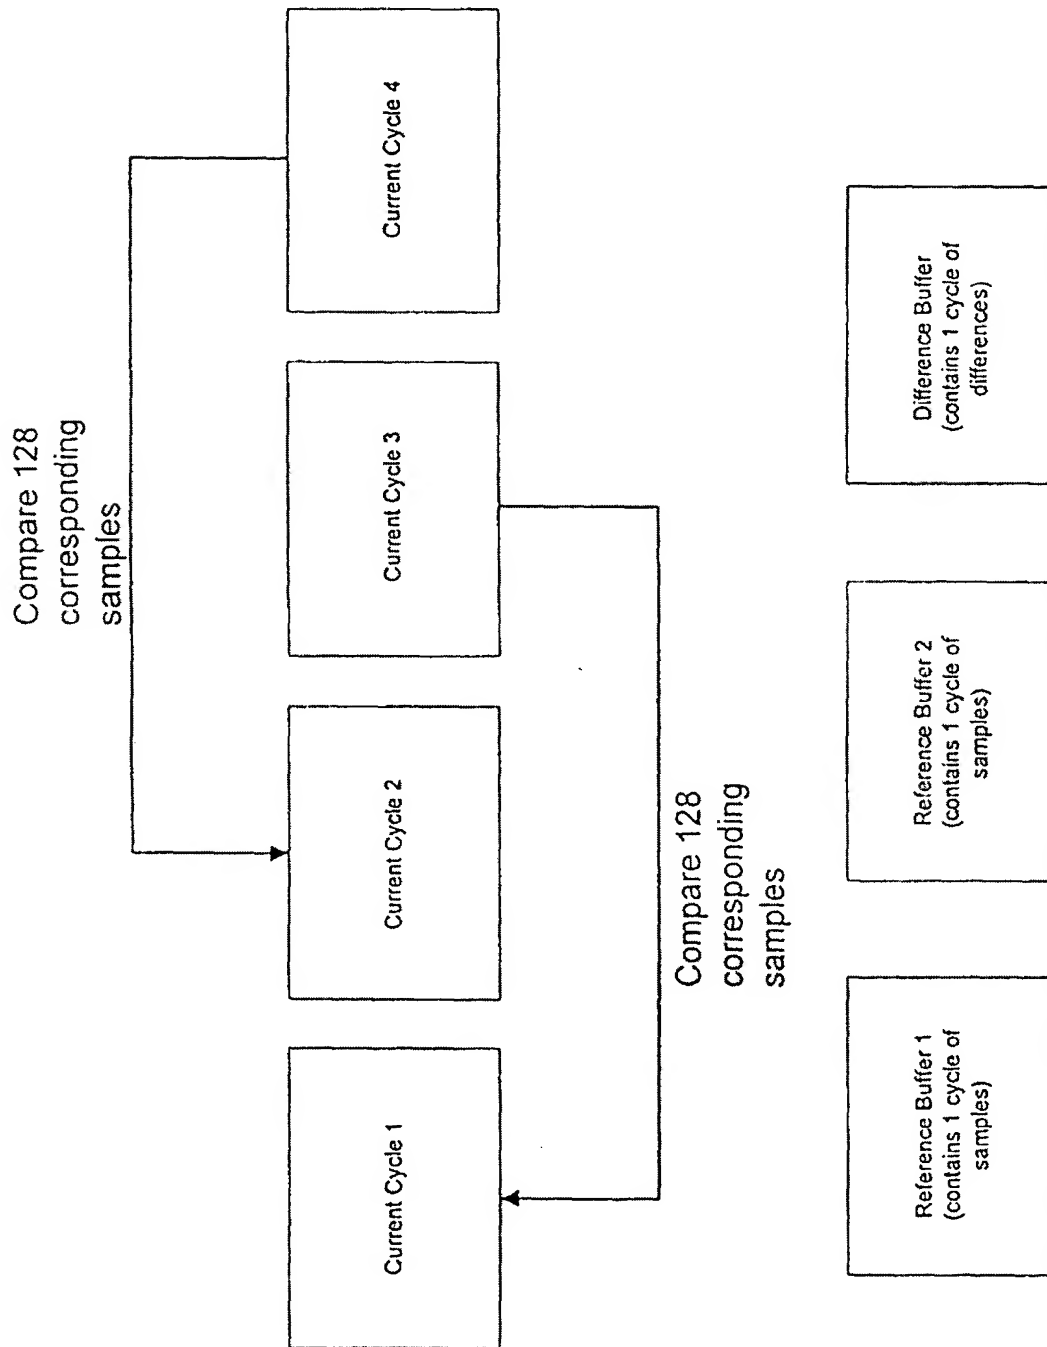 Compare 128
corresponding
samples
Current Cycle 1
Current Cycle 2
Current Cycle 3
Current Cycle 4
Compare 128
corresponding
samples
Reference Buffer 1
(contains 1 cycle of
samples)
Reference Buffer 2
(contains 1 cycle of
samples)
Difference Buffer
(contains 1 cycle of
differences)